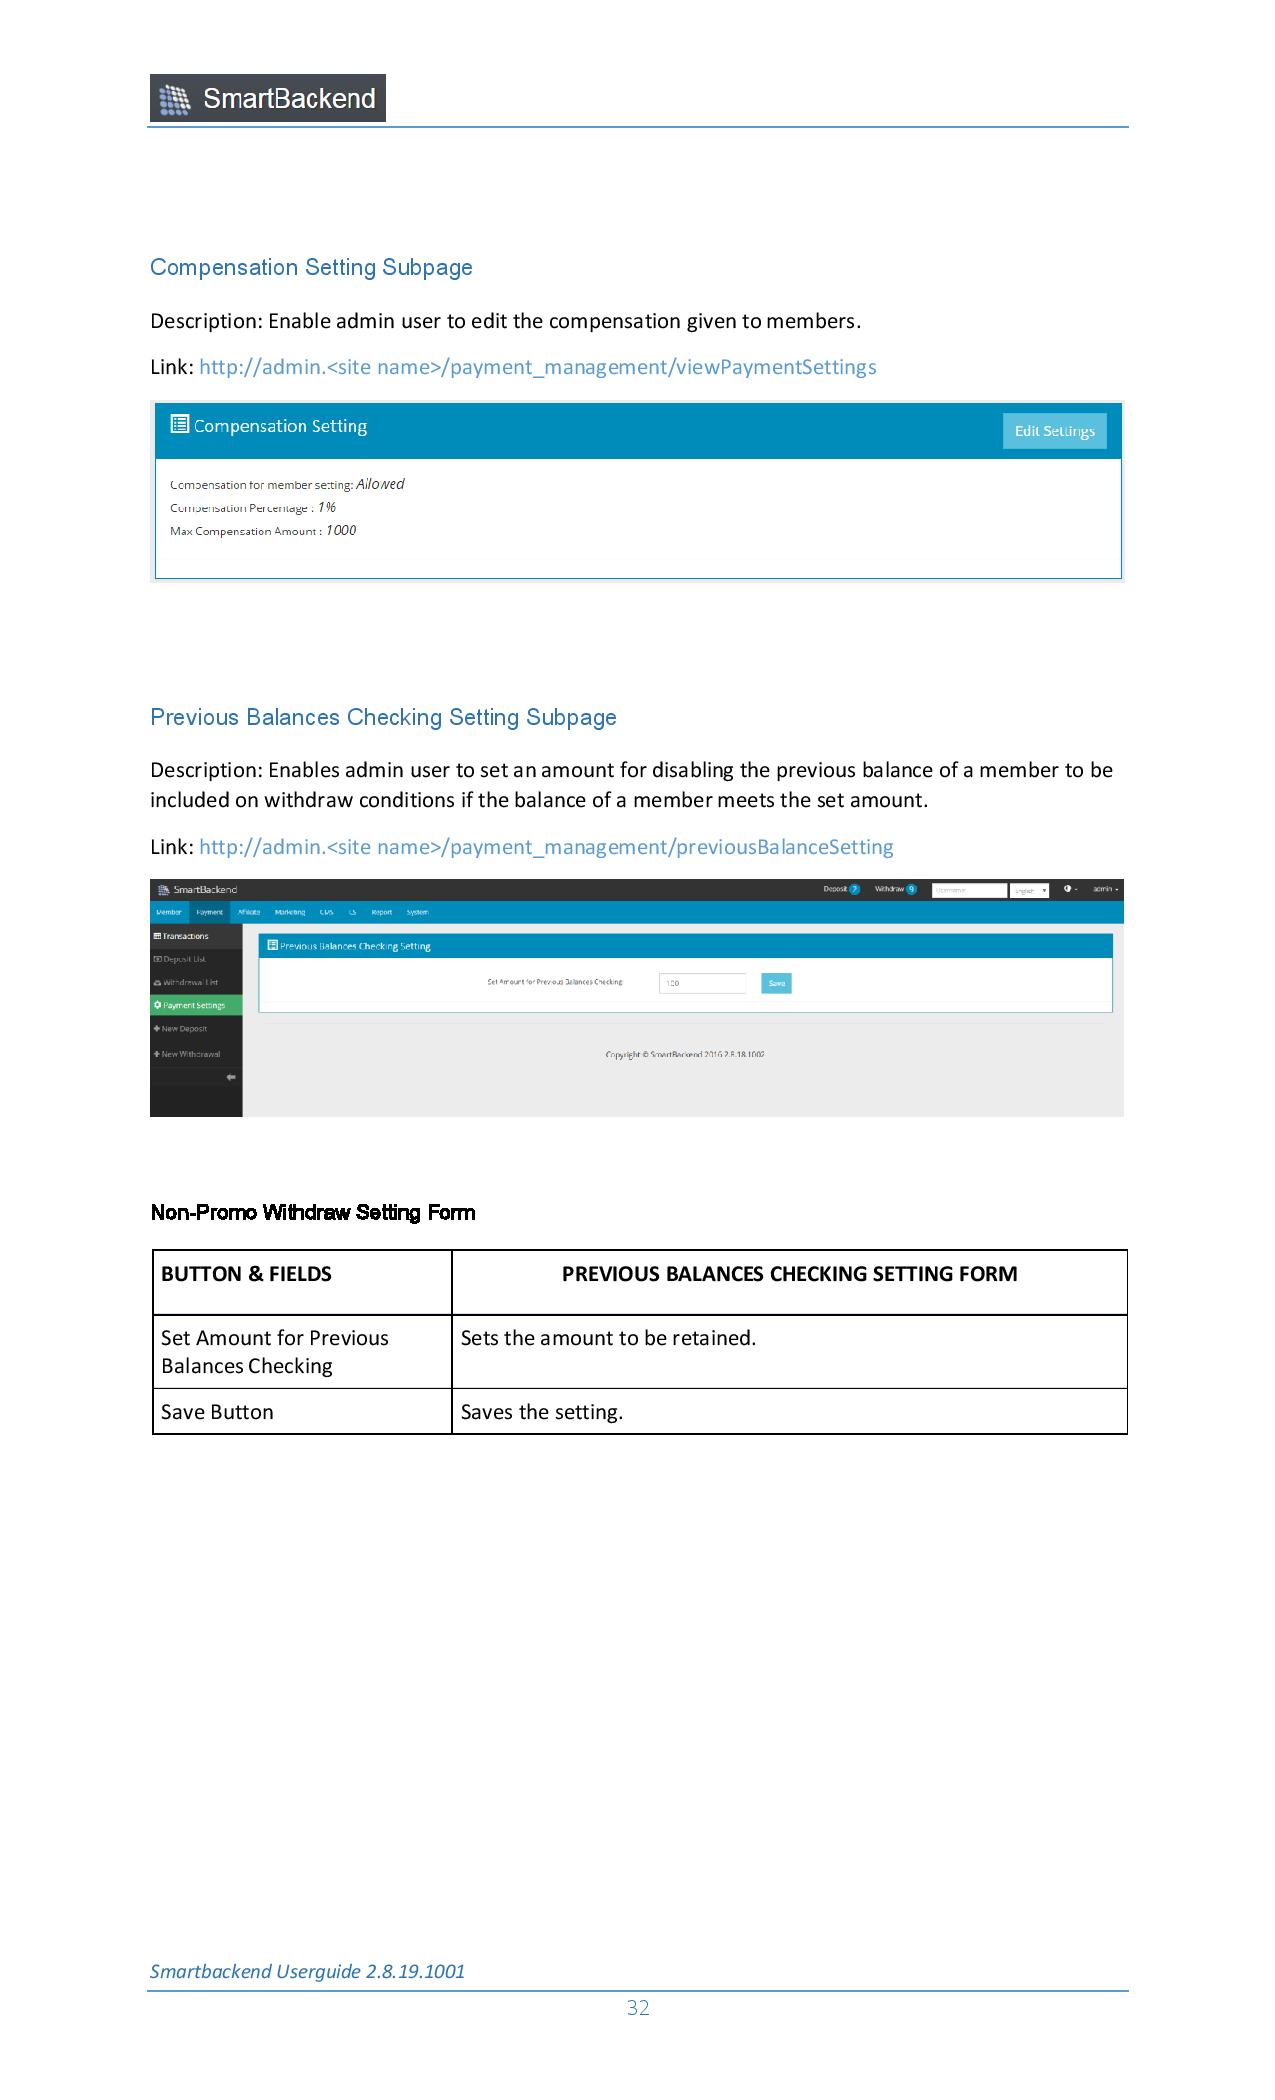 SmartBackend
Compensation Setting Subpage
Description: Enable admin user to edit the compensation given to members.
Link: http://admin.<site name>/payment_management/viewPaymentSettings
Compensation Setting
Edit Settings
Compensation for member setting: Allowed
Compensation Percentage : 1%
Max Compensation Amount : 1000
Previous Balances Checking Setting Subpage
Description: Enables admin user to set an amount for disabling the previous balance of a member to be
included on withdraw conditions if the balance of a member meets the set amount.
Link: http://admin.<site name>/payment_management/previousBalanceSetting
SmartBackend Deposit 7 Withdraw 9 Username English admin
Member Payment Affiliate Marketing CMS CS Report System
Transactions
Previous Balances Checking Setting
Deposit List
Withdrawal List
Set Amount for Previous Balances Checking: 100 Save
Payment Settings
New Deposit
New Withdrawal
Copyright © SmartBackend 2016 2.8.18.1002
Non-Promo Withdraw Setting Form
BUTTON & FIELDS PREVIOUS BALANCES CHECKING SETTING FORM
Set Amount for Previous Sets the amount to be retained.
Balances Checking
Save Button Saves the setting.
Smartbackend Userguide 2.8.19.1001
32